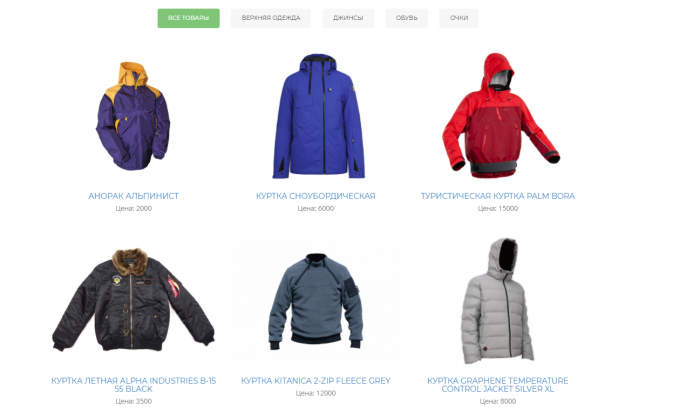 ВСЕ ТОВАРЫ
ВЕРХНЯЯ ОДЕЖДА
ДЖИНСЫ
ОБУВЬ
ОЧКИ
АНОРАК АЛЬПИНИСТ
Цена: 2000
КУРТКА СНОУБОРДИЧЕСКАЯ
Цена: 6000
ТУРИСТИЧЕСКАЯ КУРТКА PALM BORA
Цена: 15000
КУРТКА ЛЕТНАЯ ALPHA INDUSTRIES B-15
55 BLACK
Цена: 3500
КУРТКА KITANICA 2-ZIP FLEECE GREY
Цена: 12000
КУРТКА GRAPHENE TEMPERATURE
CONTROL JACKET SILVER XL
Цена: 8000